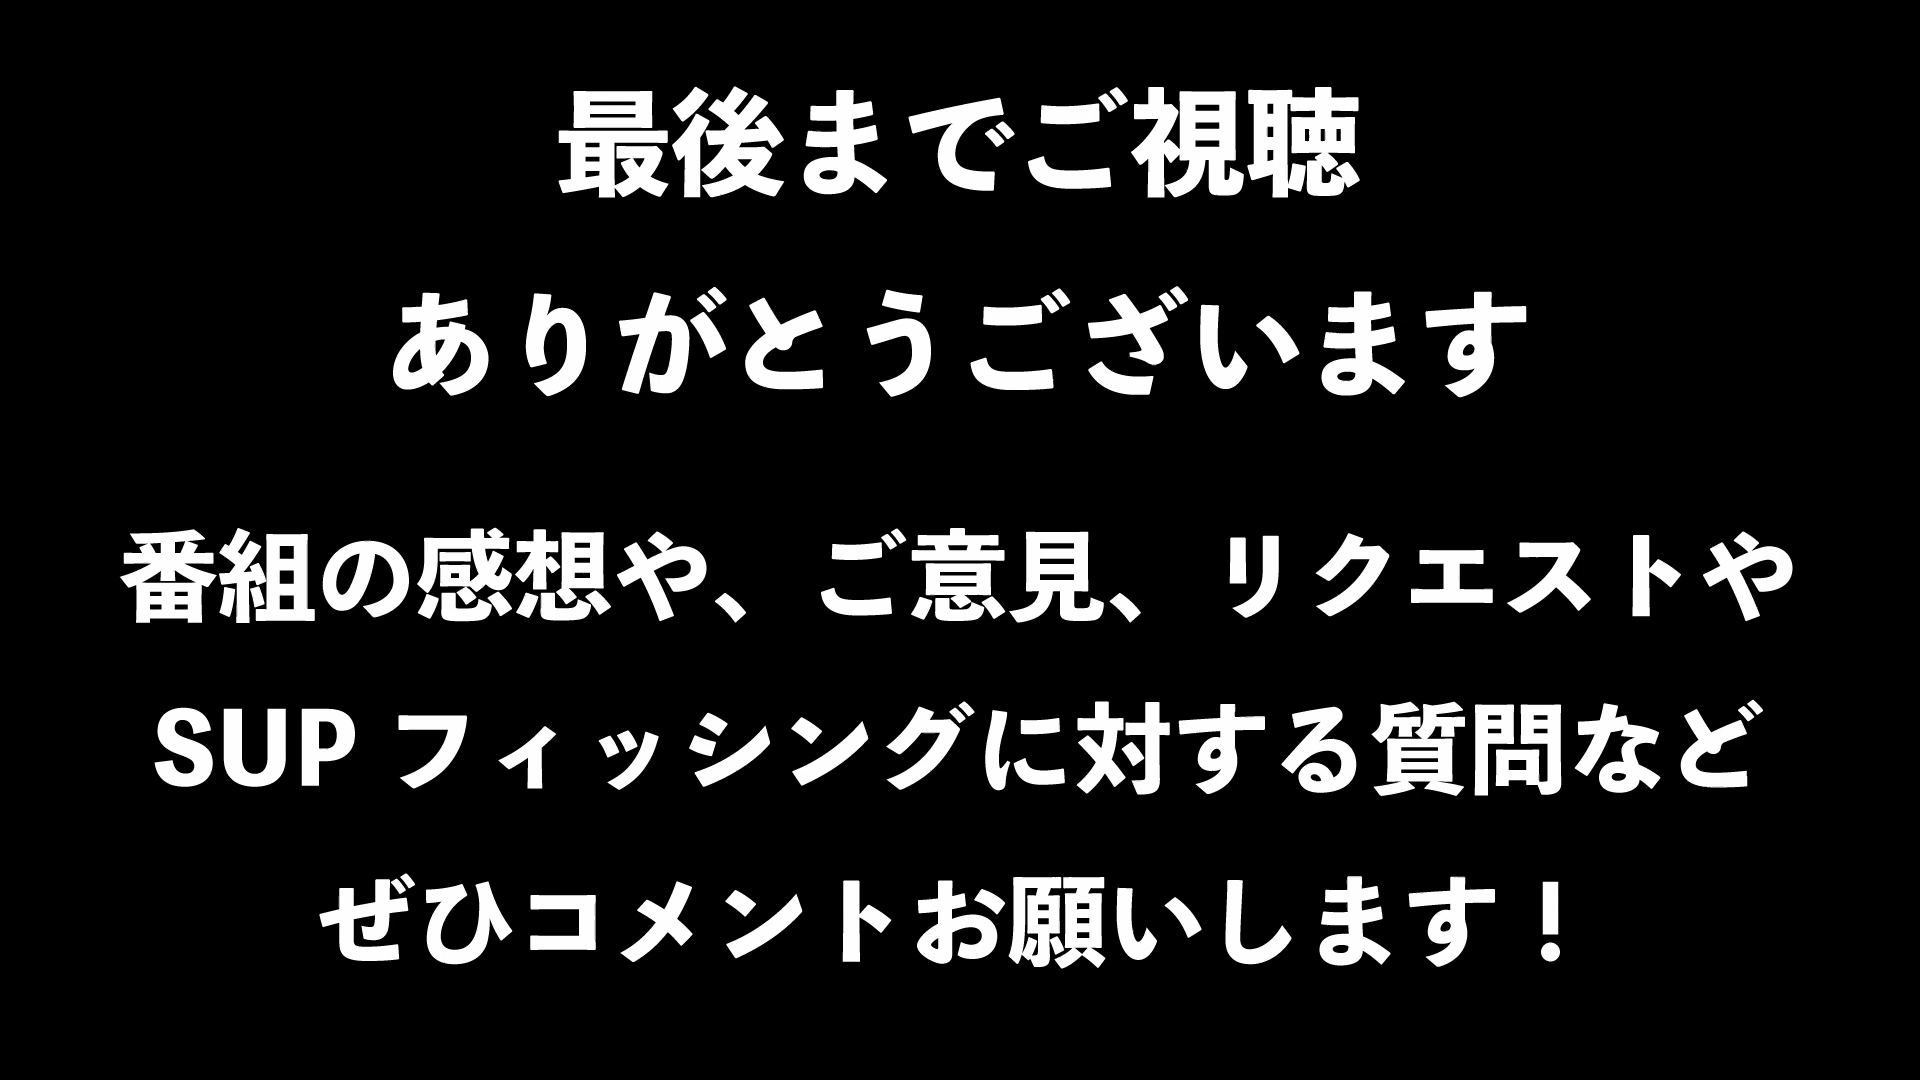 最後までご視聴
ありがとうございます
番組の感想や、ご意見、リクエストや
SUPフィッシングに対する質問など
ぜひコメントお願いします！